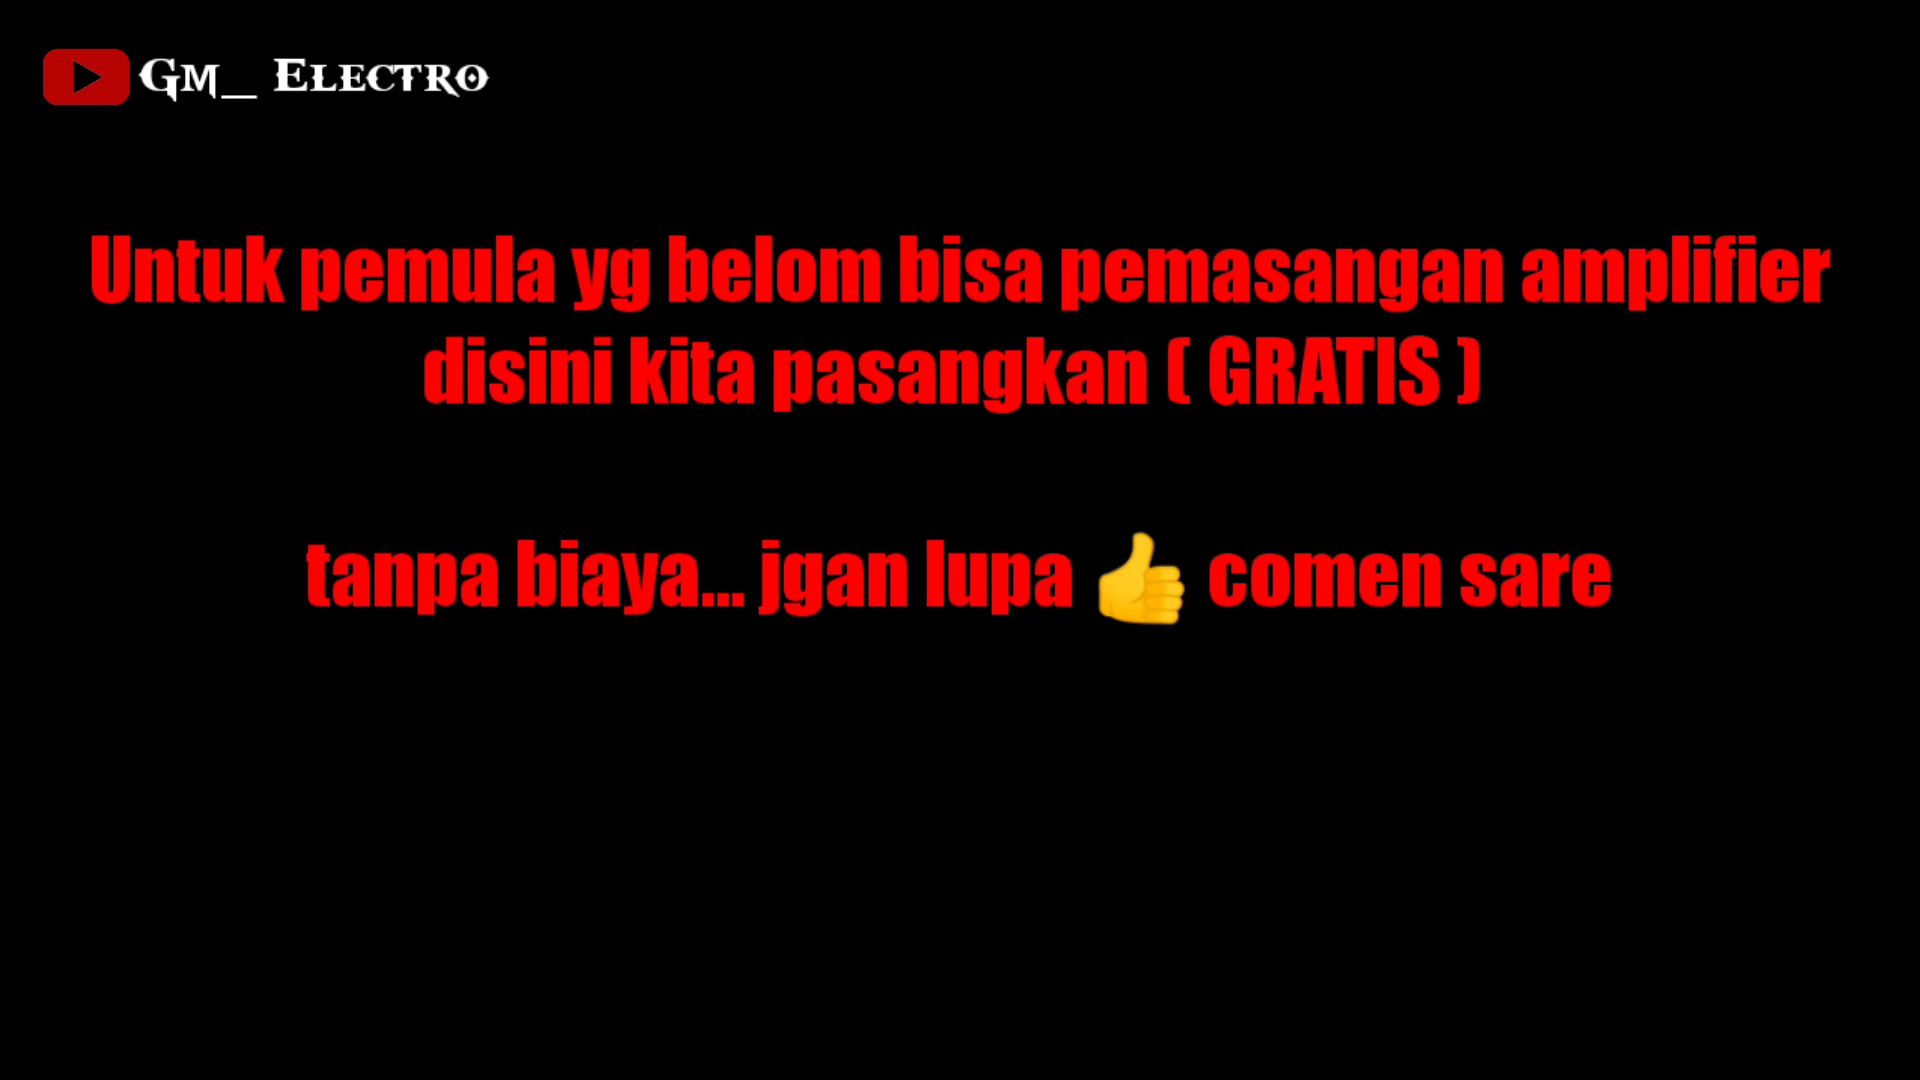 Gm_ Electro
Untuk pemula yg belom bisa pemasangan amplifier
disini kita pasangkan ( GRATIS )
tanpa biaya... jgan lupa 👍 comen sare